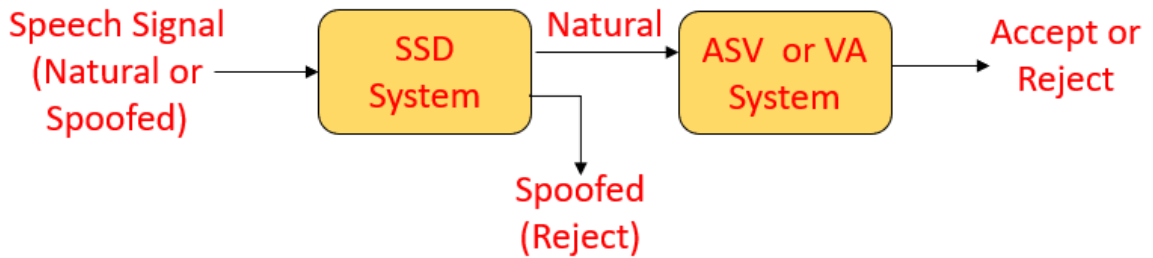 Speech Signal
(Natural or
Spoofed)
SSD
System
Natural
Spoofed
(Reject)
ASV or VA
System
Accept or
Reject